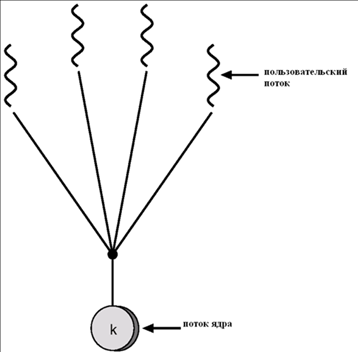 пользовательский
поток
k
поток ядра